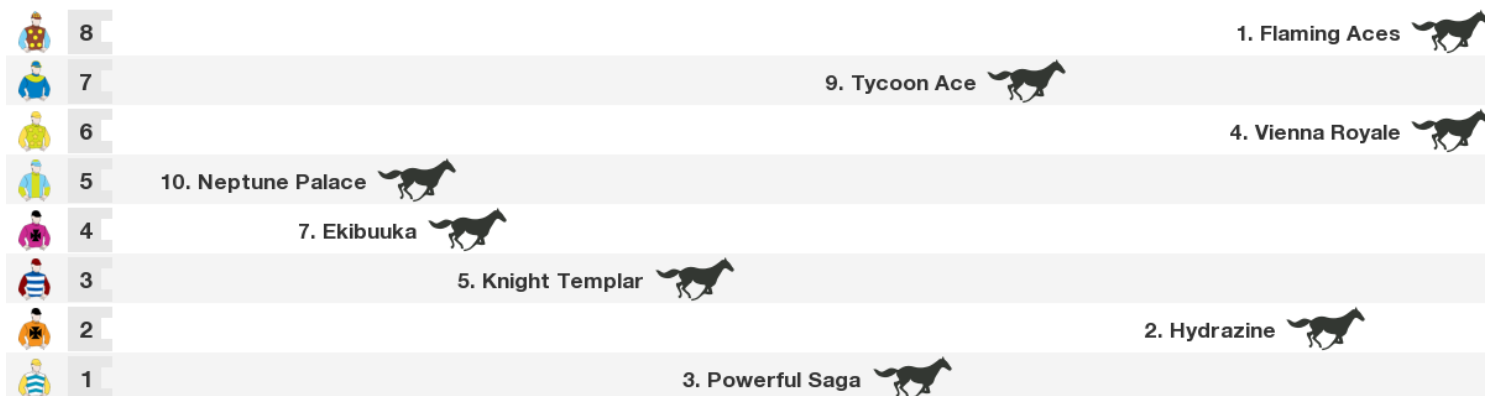 8 1. Flaming Aces
7 9. Tycoon Ace
6 4. Vienna Royale
5 10. Neptune Palace
4 7. Ekibuuka
3 5. Knight Templar
2 2. Hydrazine
1 3. Powerful Saga